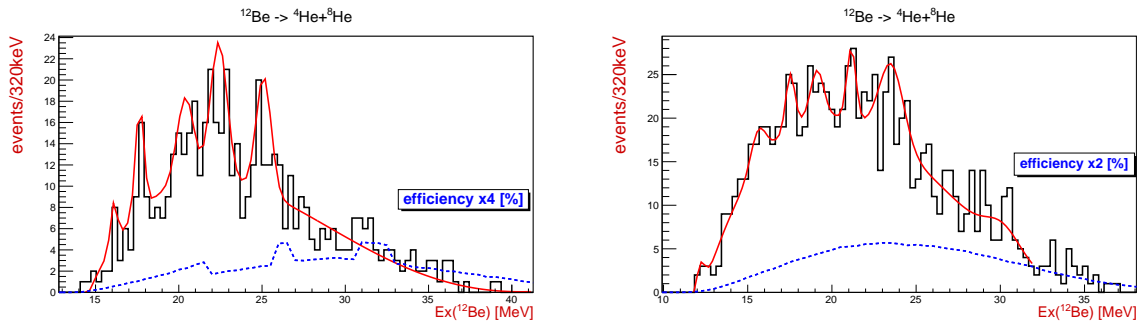 ¹²Be -> ⁴He+⁸He
events/320keV
24
22
20
18
16
14
12
10
8
6
4
2
0
efficiency x4 [%]
15 20 25 30 35 40
Ex(¹²Be) [MeV]
¹²Be -> ⁴He+⁸He
events/320keV
25
20
15
10
5
0
efficiency x2 [%]
10 15 20 25 30 35
Ex(¹²Be) [MeV]